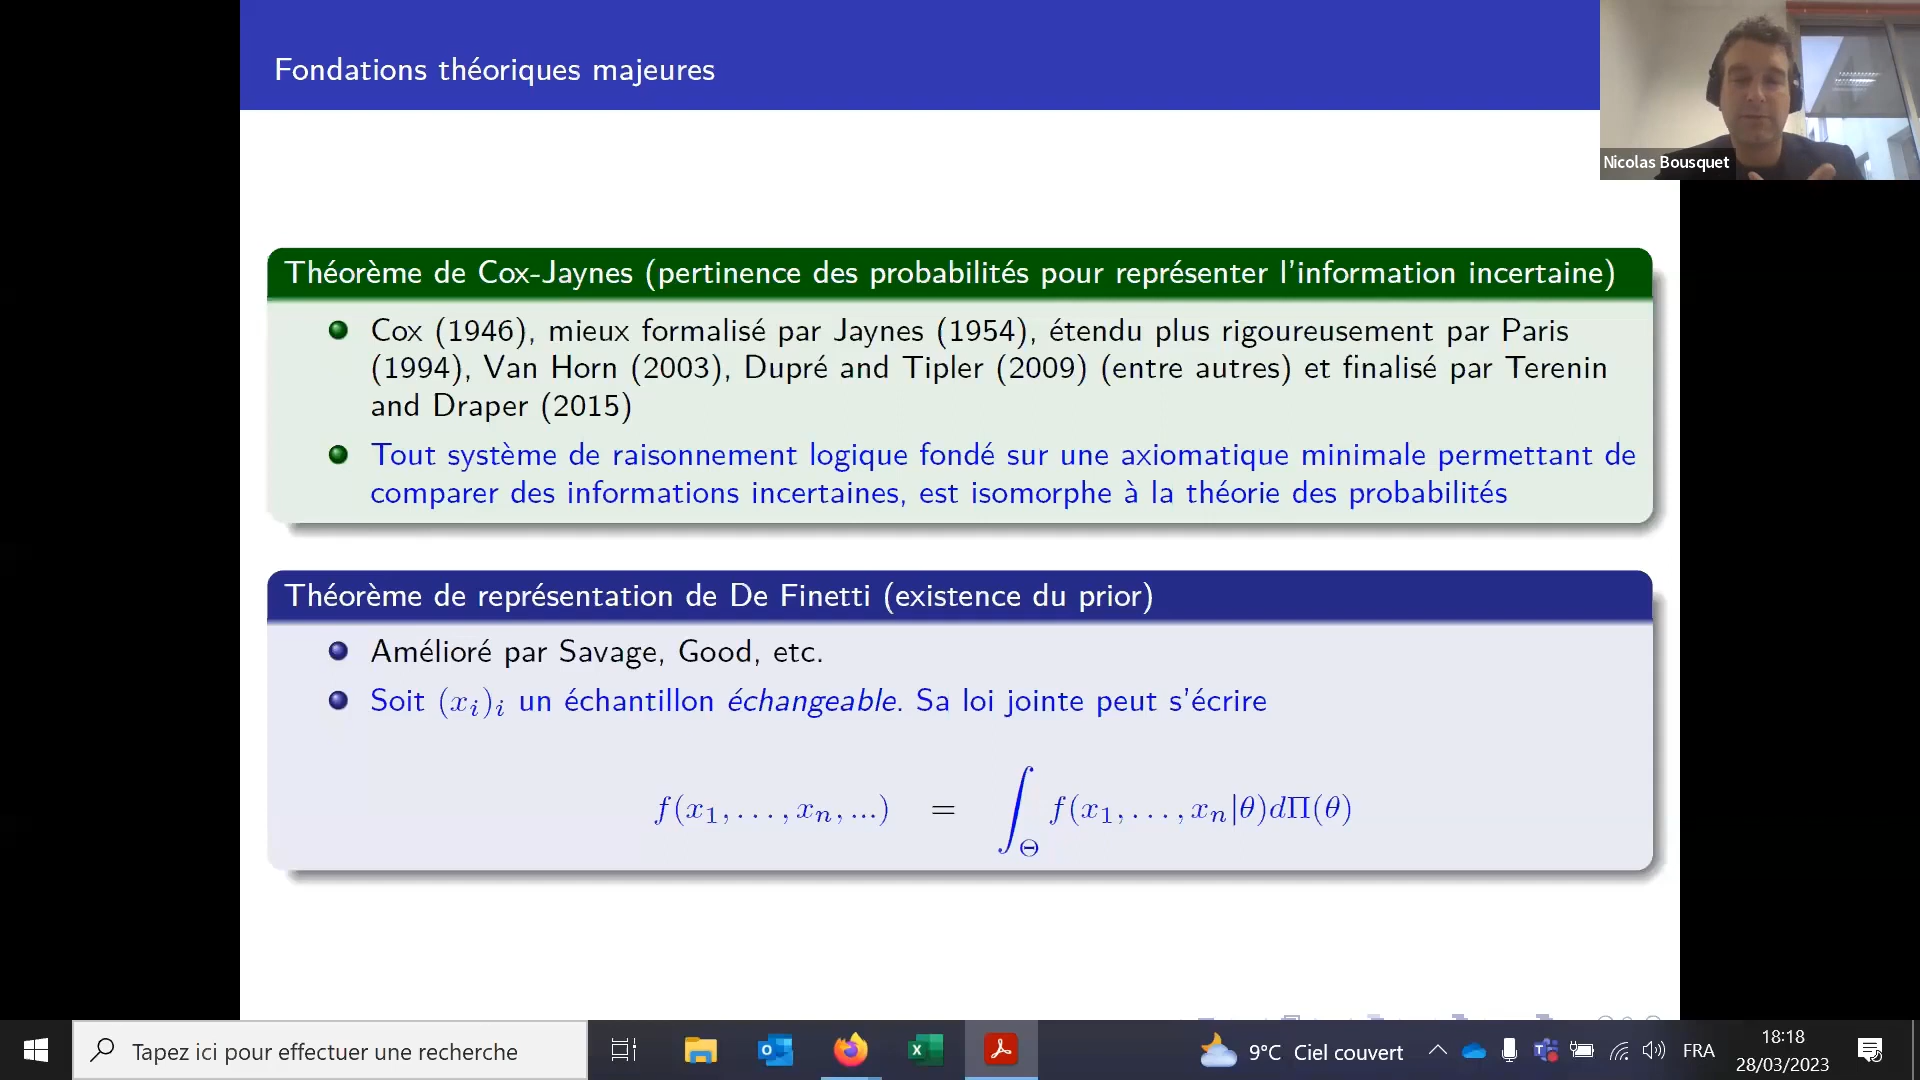 Fondations théoriques majeures
Nicolas Bousquet
Théorème de Cox-Jaynes (pertinence des probabilités pour représenter l'information incertaine)
Cox (1946), mieux formalisé par Jaynes (1954), étendu plus rigoureusement par Paris
(1994), Van Horn (2003), Dupré and Tipler (2009) (entre autres) et finalisé par Terenin
and Draper (2015)
Tout système de raisonnement logique fondé sur une axiomatique minimale permettant de
comparer des informations incertaines, est isomorphe à la théorie des probabilités
Théorème de représentation de De Finetti (existence du prior)
Amélioré par Savage, Good, etc.
Soit (x_i)_i un échantillon échangeable. Sa loi jointe peut s'écrire
f(x_1, . . . , x_n, ...) = ∫_Θ f(x_1, . . . , x_n|θ)dΠ(θ)
Tapez ici pour effectuer une recherche
9°C Ciel couvert
FRA
18:18
28/03/2023